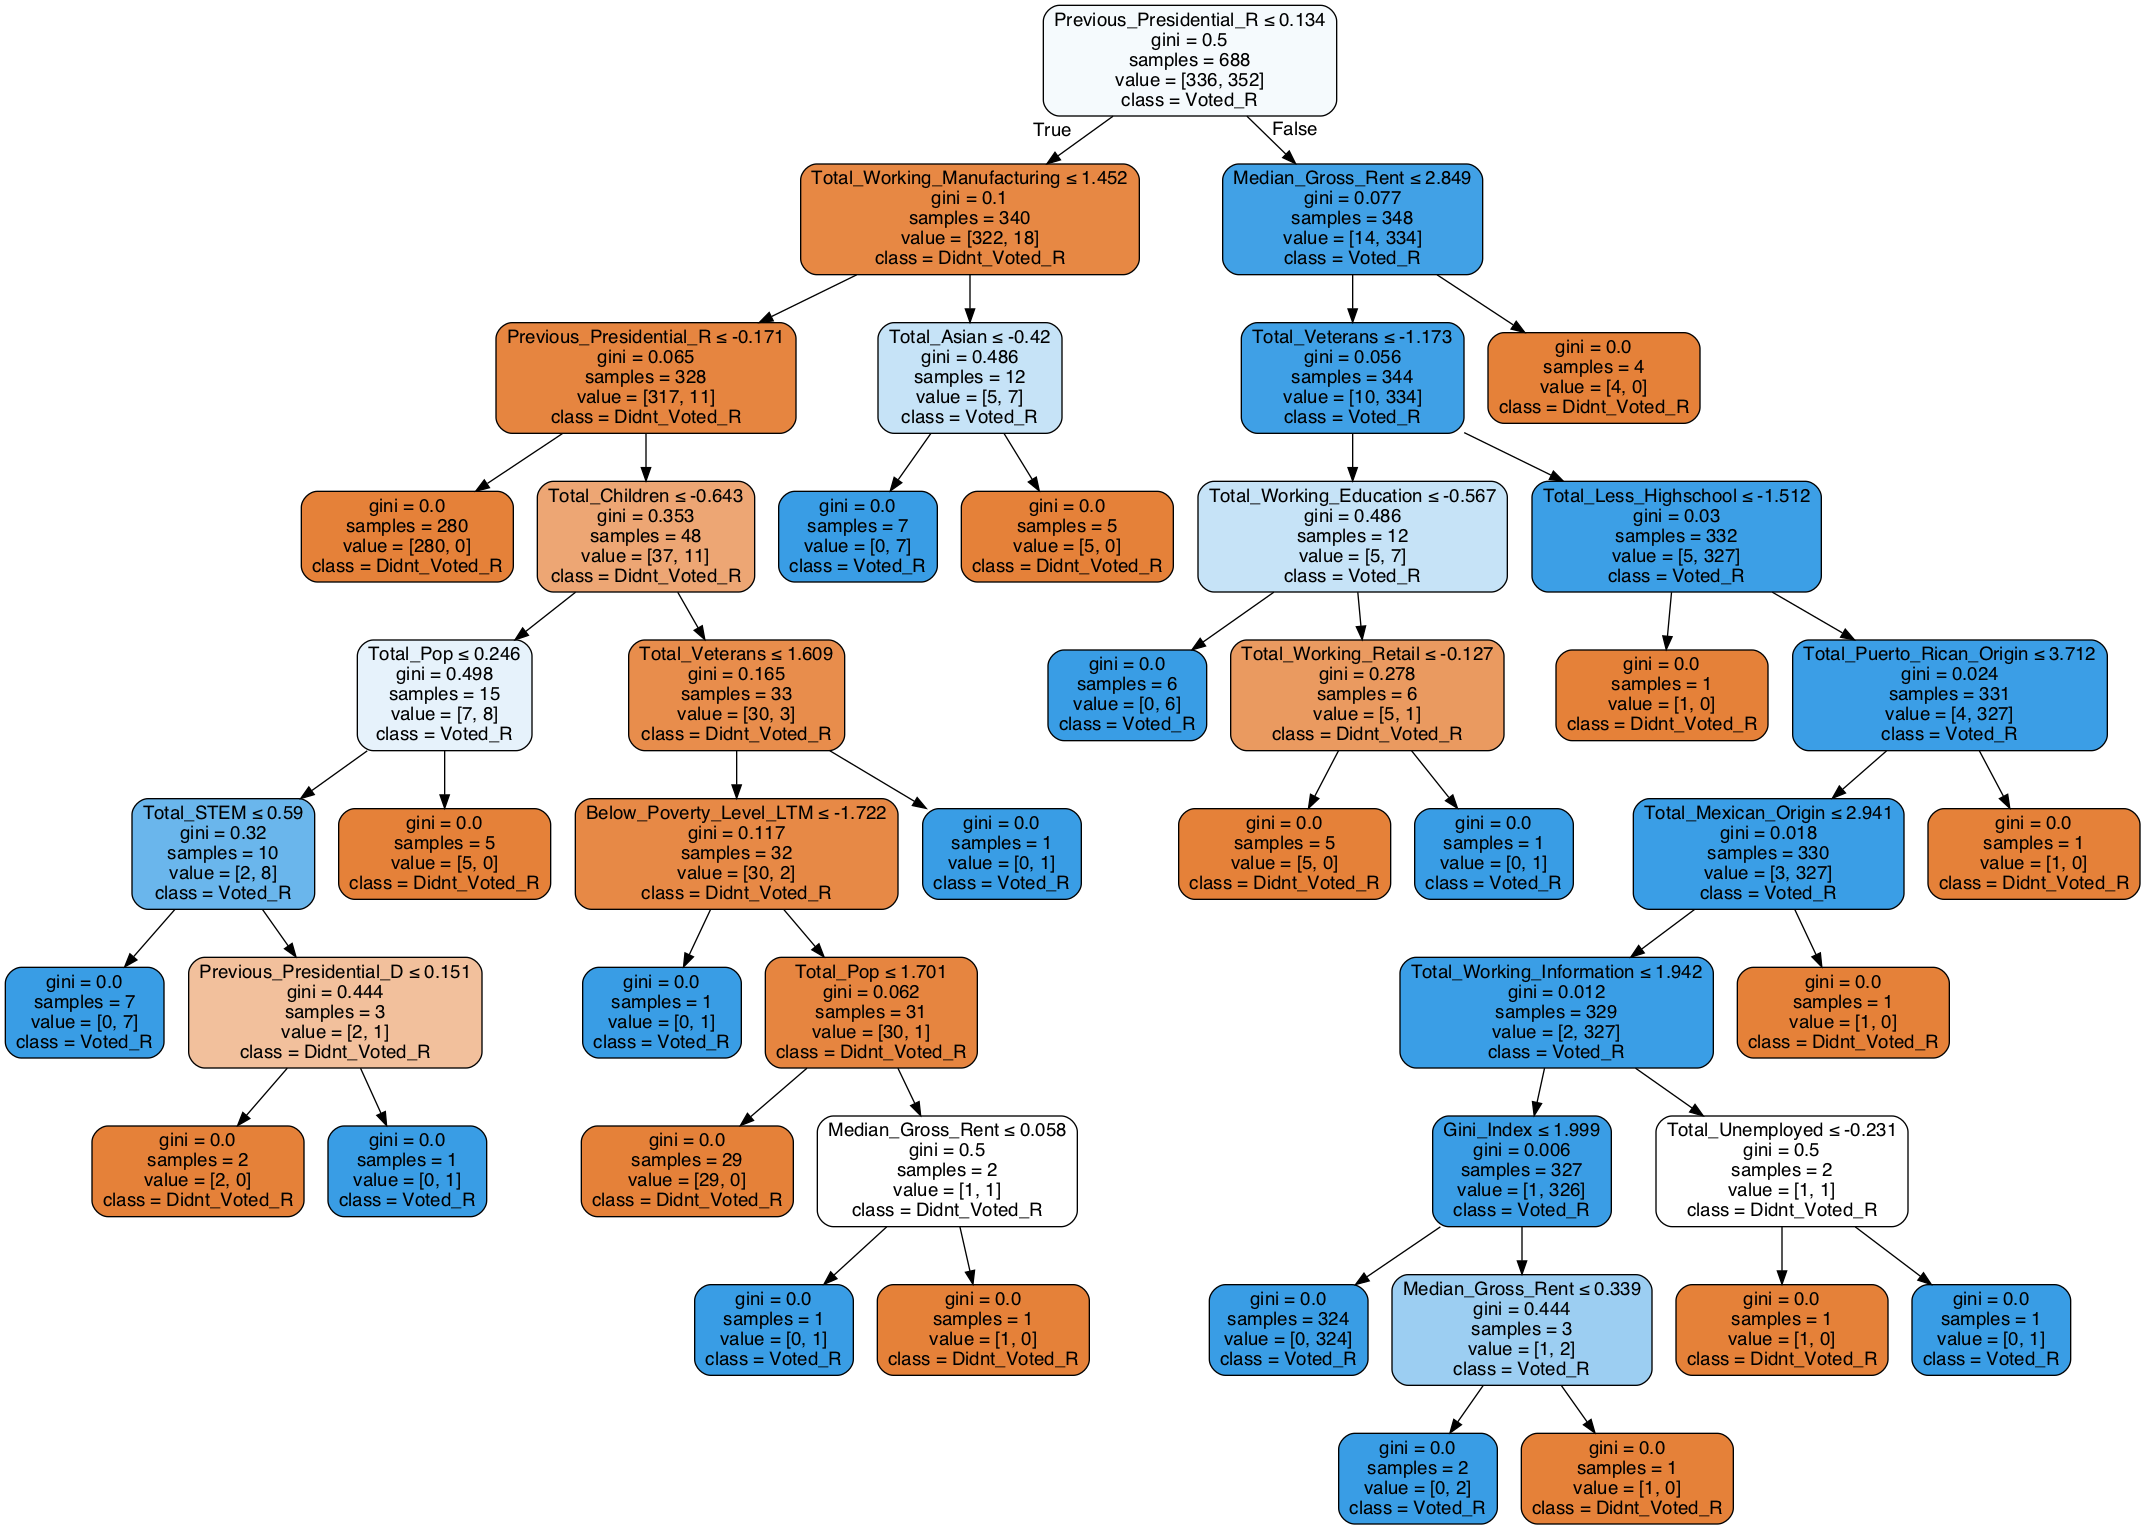 Previous_Presidential_R ≤ 0.134
gini = 0.5
samples = 688
value = [336, 352]
class = Voted_R
True
False
Total_Working_Manufacturing ≤ 1.452
gini = 0.1
samples = 340
value = [322, 18]
class = Didnt_Voted_R
Median_Gross_Rent ≤ 2.849
gini = 0.077
samples = 348
value = [14, 334]
class = Voted_R
Previous_Presidential_R ≤ -0.171
gini = 0.065
samples = 328
value = [317, 11]
class = Didnt_Voted_R
Total_Asian ≤ -0.42
gini = 0.486
samples = 12
value = [5, 7]
class = Voted_R
Total_Veterans ≤ -1.173
gini = 0.056
samples = 344
value = [10, 334]
class = Voted_R
gini = 0.0
samples = 4
value = [4, 0]
class = Didnt_Voted_R
gini = 0.0
samples = 280
value = [280, 0]
class = Didnt_Voted_R
Total_Children ≤ -0.643
gini = 0.353
samples = 48
value = [37, 11]
class = Didnt_Voted_R
gini = 0.0
samples = 7
value = [0, 7]
class = Voted_R
gini = 0.0
samples = 5
value = [5, 0]
class = Didnt_Voted_R
Total_Working_Education ≤ -0.567
gini = 0.486
samples = 12
value = [5, 7]
class = Voted_R
Total_Less_Highschool ≤ -1.512
gini = 0.03
samples = 332
value = [5, 327]
class = Voted_R
Total_Pop ≤ 0.246
gini = 0.498
samples = 15
value = [7, 8]
class = Voted_R
Total_Veterans ≤ 1.609
gini = 0.165
samples = 33
value = [30, 3]
class = Didnt_Voted_R
gini = 0.0
samples = 6
value = [0, 6]
class = Voted_R
Total_Working_Retail ≤ -0.127
gini = 0.278
samples = 6
value = [5, 1]
class = Didnt_Voted_R
gini = 0.0
samples = 1
value = [1, 0]
class = Didnt_Voted_R
Total_Puerto_Rican_Origin ≤ 3.712
gini = 0.024
samples = 331
value = [4, 327]
class = Voted_R
Total_STEM ≤ 0.59
gini = 0.32
samples = 10
value = [2, 8]
class = Voted_R
gini = 0.0
samples = 5
value = [5, 0]
class = Didnt_Voted_R
Below_Poverty_Level_LTM ≤ -1.722
gini = 0.117
samples = 32
value = [30, 2]
class = Didnt_Voted_R
gini = 0.0
samples = 1
value = [0, 1]
class = Voted_R
gini = 0.0
samples = 5
value = [5, 0]
class = Didnt_Voted_R
gini = 0.0
samples = 1
value = [0, 1]
class = Voted_R
Total_Mexican_Origin ≤ 2.941
gini = 0.018
samples = 330
value = [3, 327]
class = Voted_R
gini = 0.0
samples = 1
value = [1, 0]
class = Didnt_Voted_R
gini = 0.0
samples = 7
value = [0, 7]
class = Voted_R
Previous_Presidential_D ≤ 0.151
gini = 0.444
samples = 3
value = [2, 1]
class = Didnt_Voted_R
gini = 0.0
samples = 1
value = [0, 1]
class = Voted_R
Total_Pop ≤ 1.701
gini = 0.062
samples = 31
value = [30, 1]
class = Didnt_Voted_R
Total_Working_Information ≤ 1.942
gini = 0.012
samples = 329
value = [2, 327]
class = Voted_R
gini = 0.0
samples = 1
value = [1, 0]
class = Didnt_Voted_R
gini = 0.0
samples = 2
value = [2, 0]
class = Didnt_Voted_R
gini = 0.0
samples = 1
value = [0, 1]
class = Voted_R
gini = 0.0
samples = 29
value = [29, 0]
class = Didnt_Voted_R
Median_Gross_Rent ≤ 0.058
gini = 0.5
samples = 2
value = [1, 1]
class = Didnt_Voted_R
Gini_Index ≤ 1.999
gini = 0.006
samples = 327
value = [1, 326]
class = Voted_R
Total_Unemployed ≤ -0.231
gini = 0.5
samples = 2
value = [1, 1]
class = Didnt_Voted_R
gini = 0.0
samples = 1
value = [0, 1]
class = Voted_R
gini = 0.0
samples = 1
value = [1, 0]
class = Didnt_Voted_R
gini = 0.0
samples = 324
value = [0, 324]
class = Voted_R
Median_Gross_Rent ≤ 0.339
gini = 0.444
samples = 3
value = [1, 2]
class = Voted_R
gini = 0.0
samples = 1
value = [1, 0]
class = Didnt_Voted_R
gini = 0.0
samples = 1
value = [0, 1]
class = Voted_R
gini = 0.0
samples = 2
value = [0, 2]
class = Voted_R
gini = 0.0
samples = 1
value = [1, 0]
class = Didnt_Voted_R